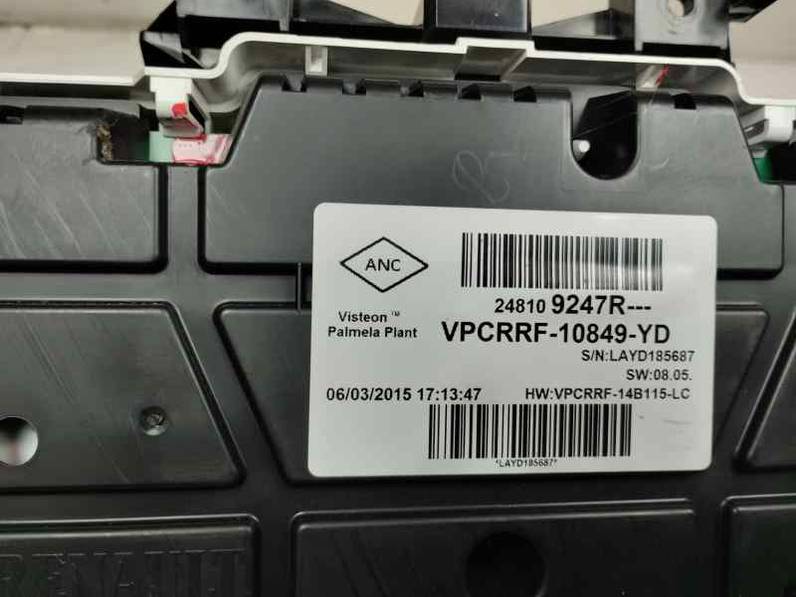 ANC
24810 9247R---
Visteon ™
Palmela Plant
VPCRRF-10849-YD
S/N:LAYD185687
SW:08.05.
06/03/2015 17:13:47
HW:VPCRRF-14B115-LC
*LAYD185687*
RENAULT